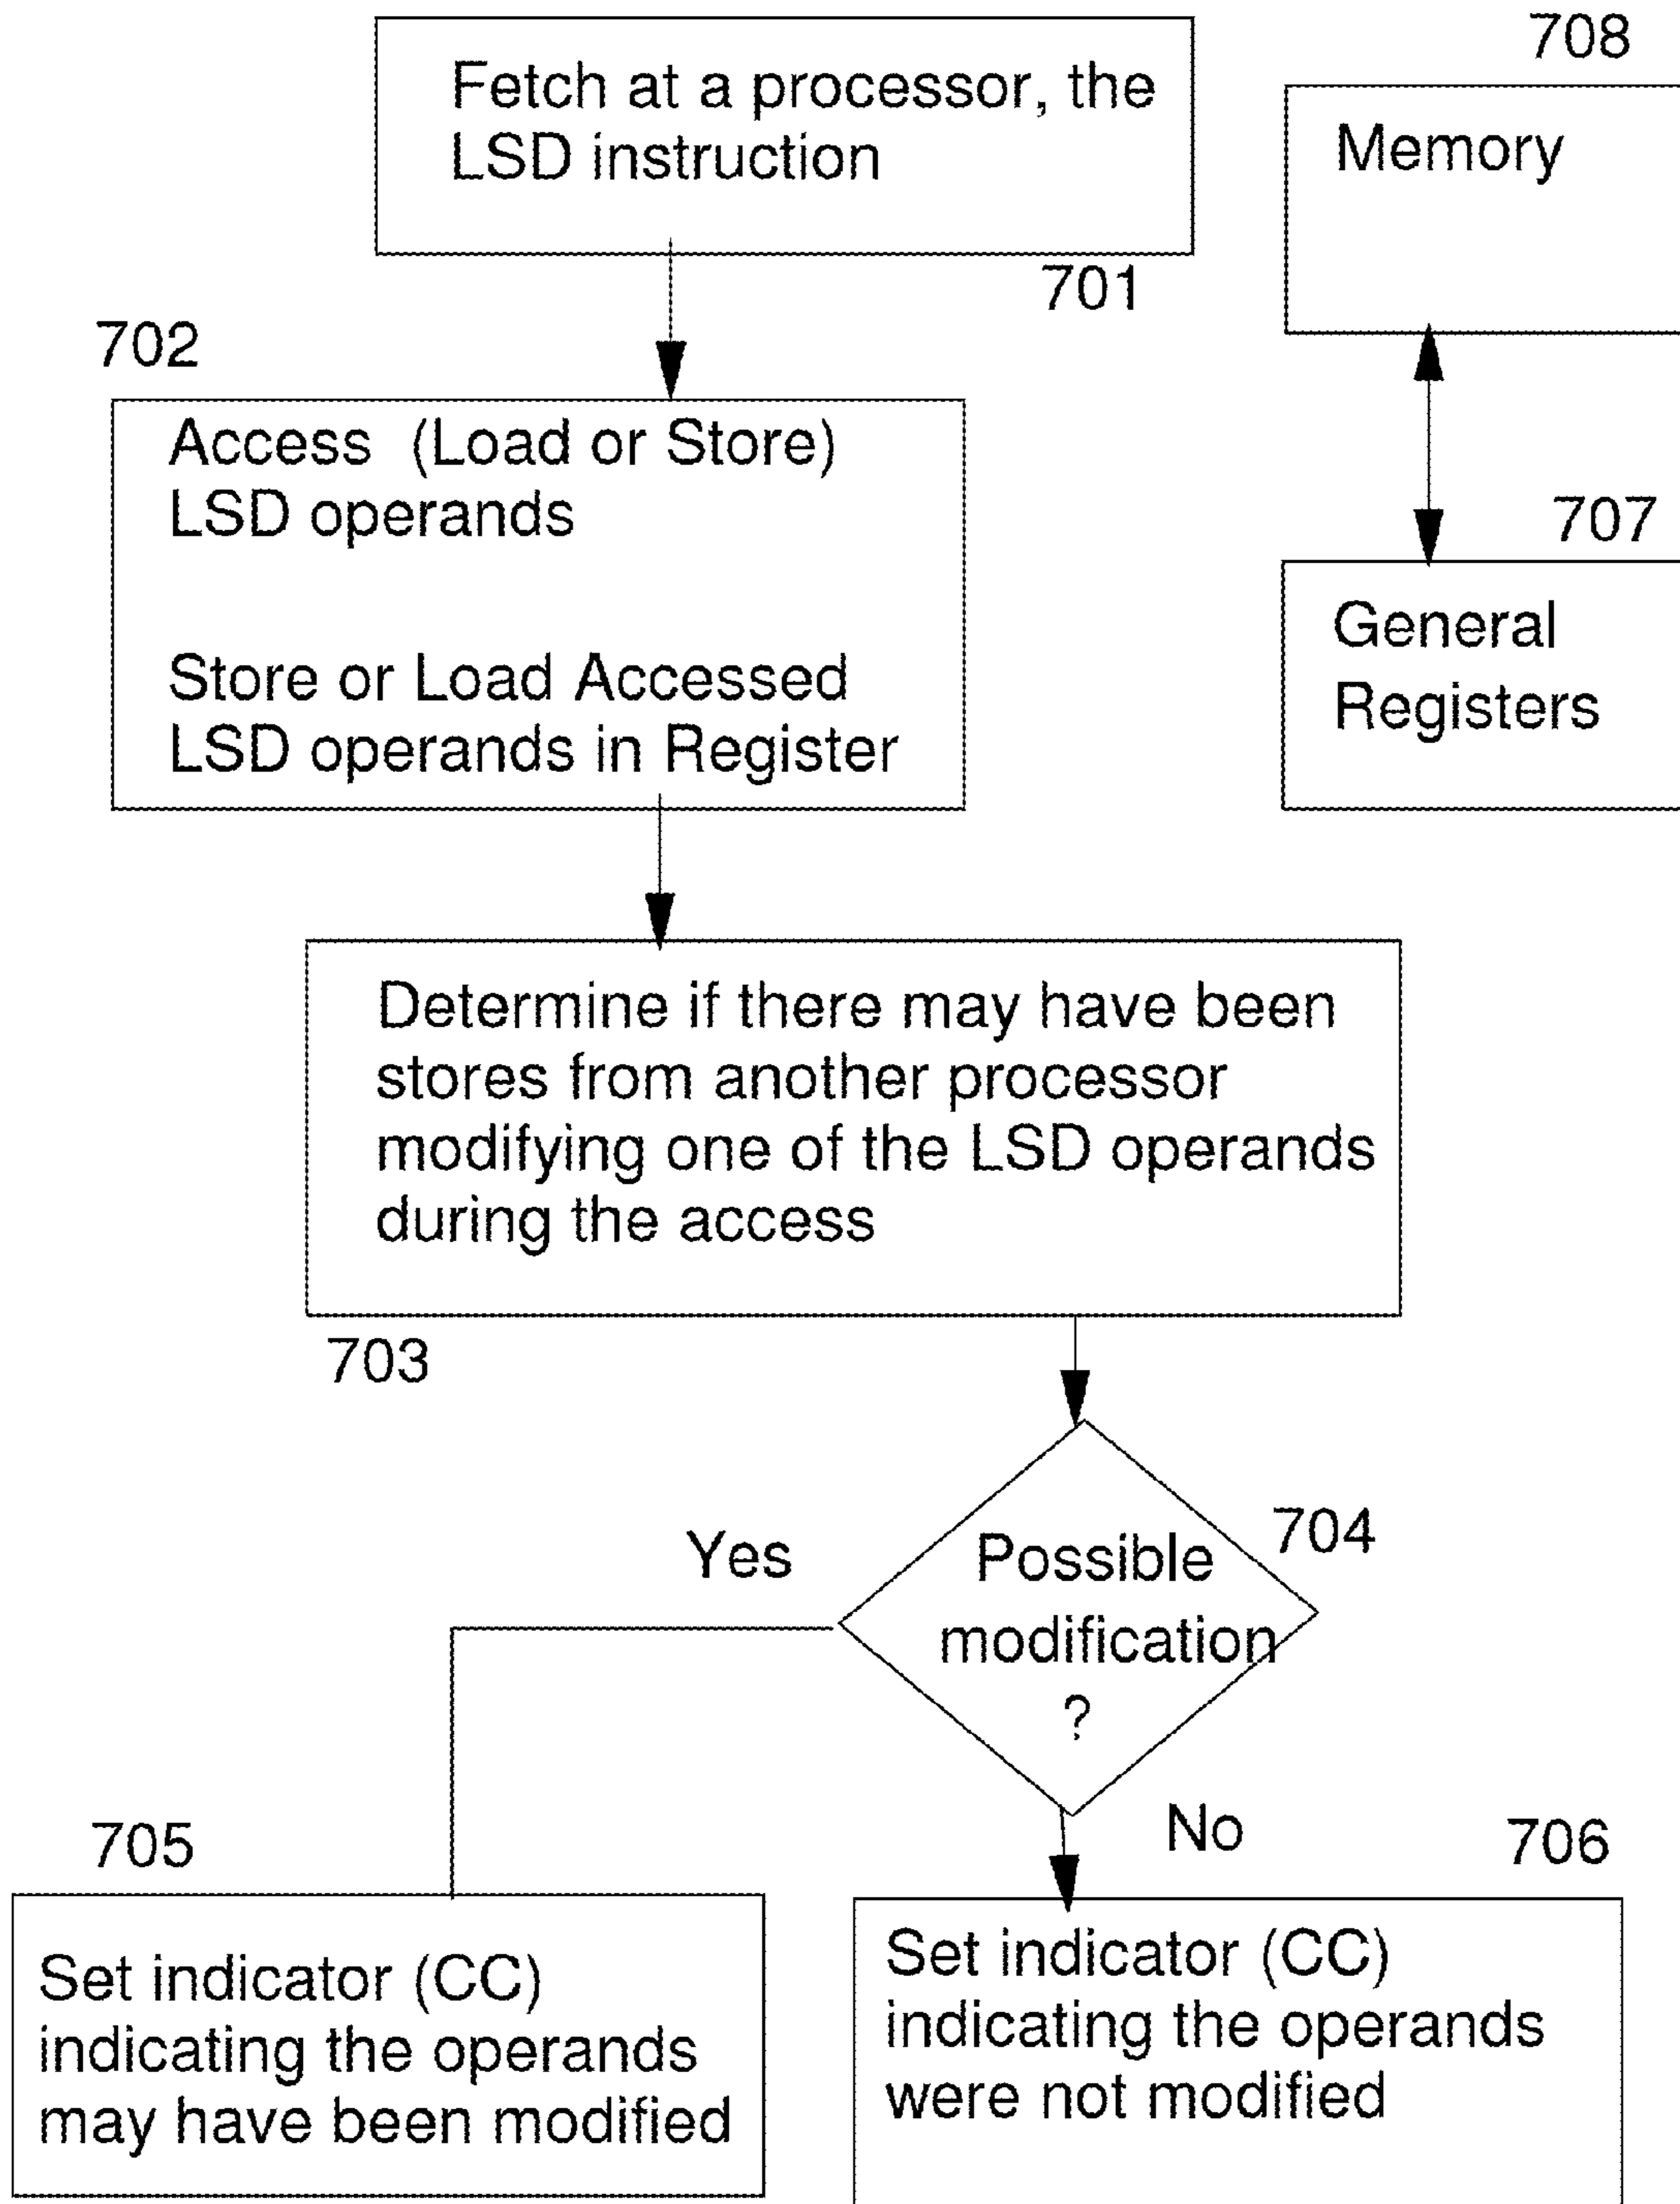 Fetch at a processor, the
LSD instruction
701
708
Memory
702
Access (Load or Store)
LSD operands
Store or Load Accessed
LSD operands in Register
707
General
Registers
Determine if there may have been
stores from another processor
modifying one of the LSD operands
during the access
703
704
Possible
modification
?
Yes
No
705
Set indicator (CC)
indicating the operands
may have been modified
706
Set indicator (CC)
indicating the operands
were not modified